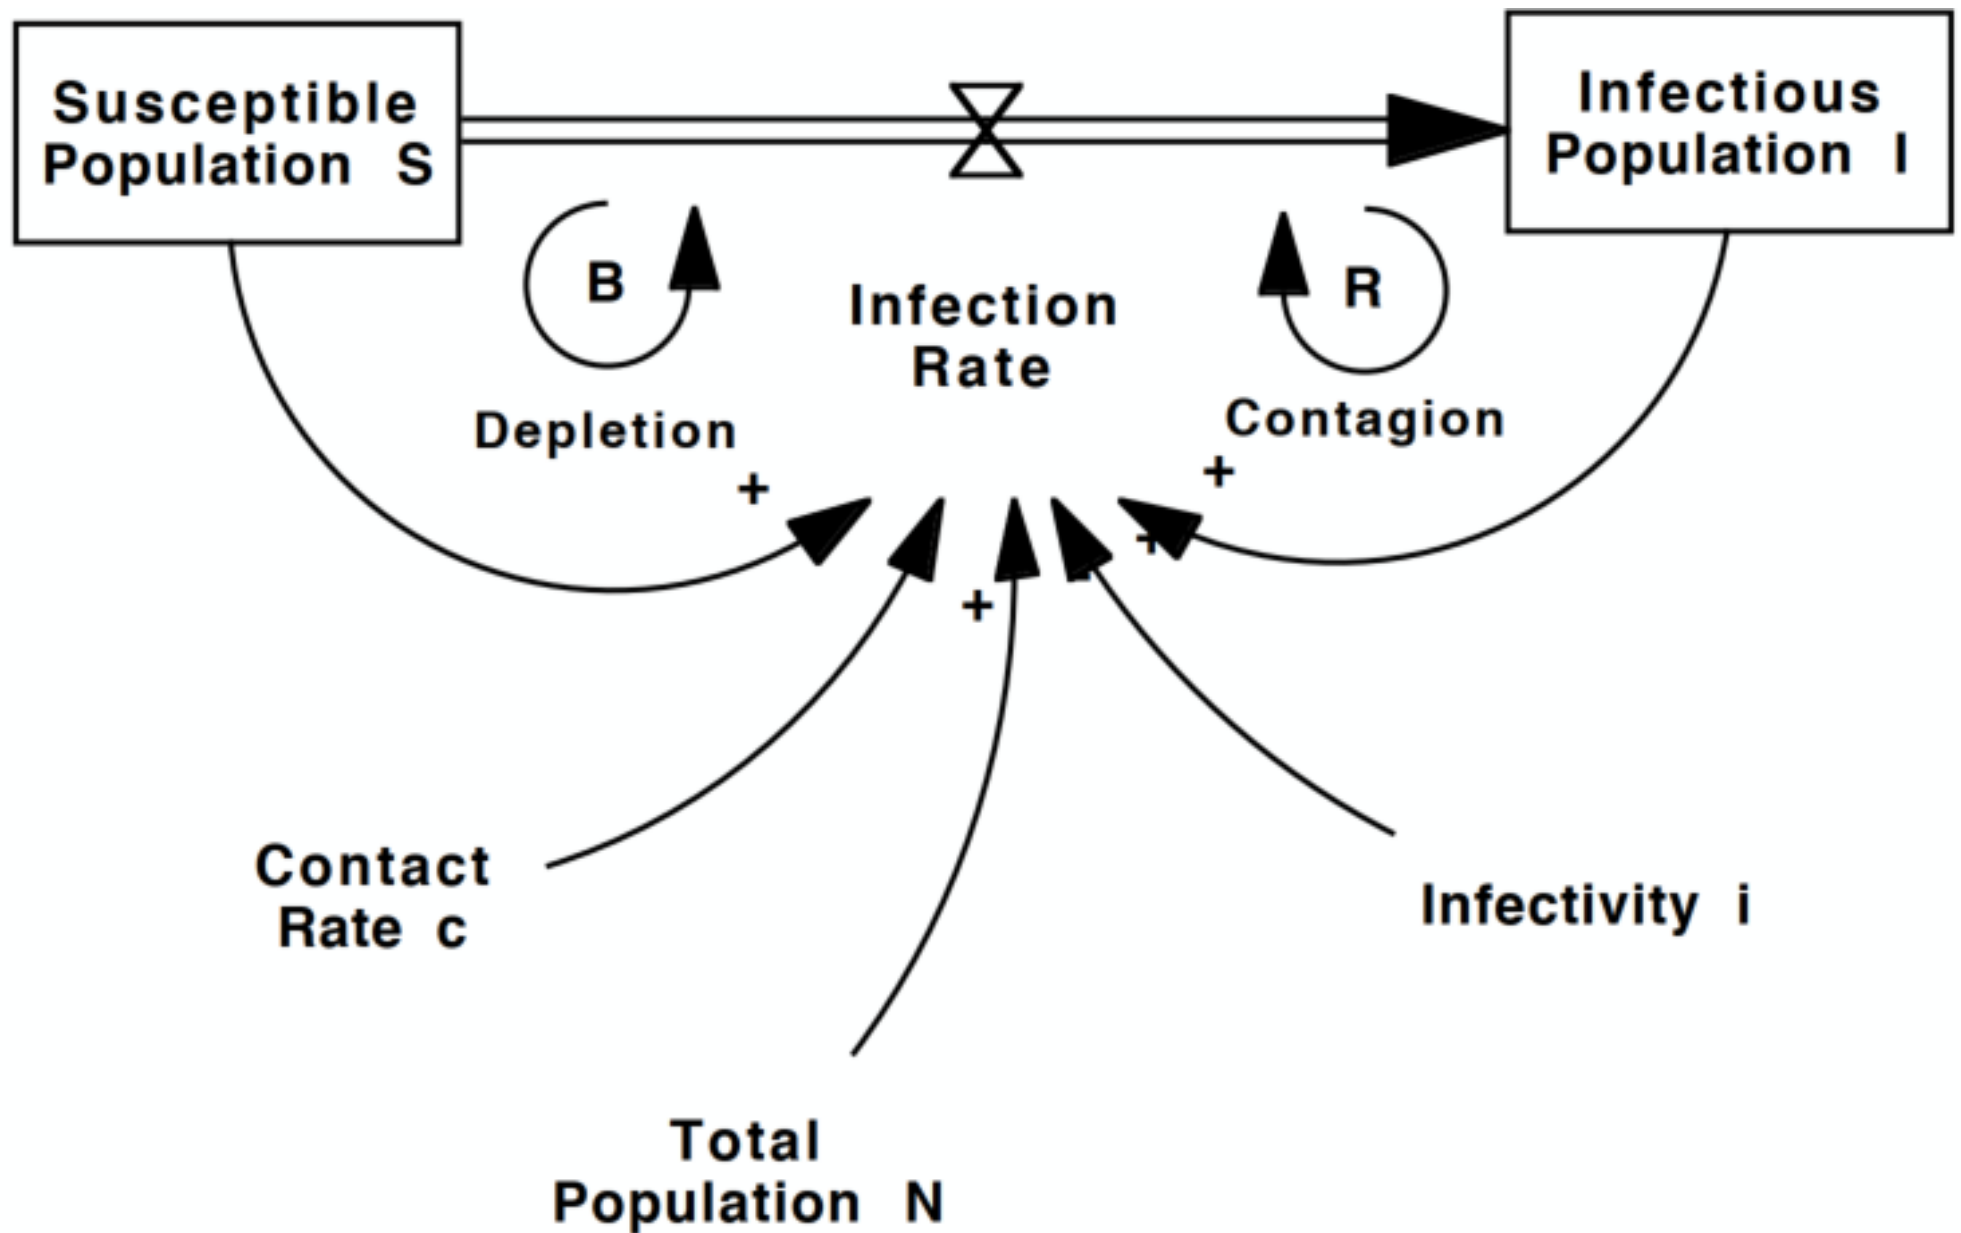 Susceptible
Population S
Infectious
Population I
B
R
Infection
Rate
Depletion
Contagion
+
+
+
-
+
Contact
Rate c
Infectivity i
Total
Population N